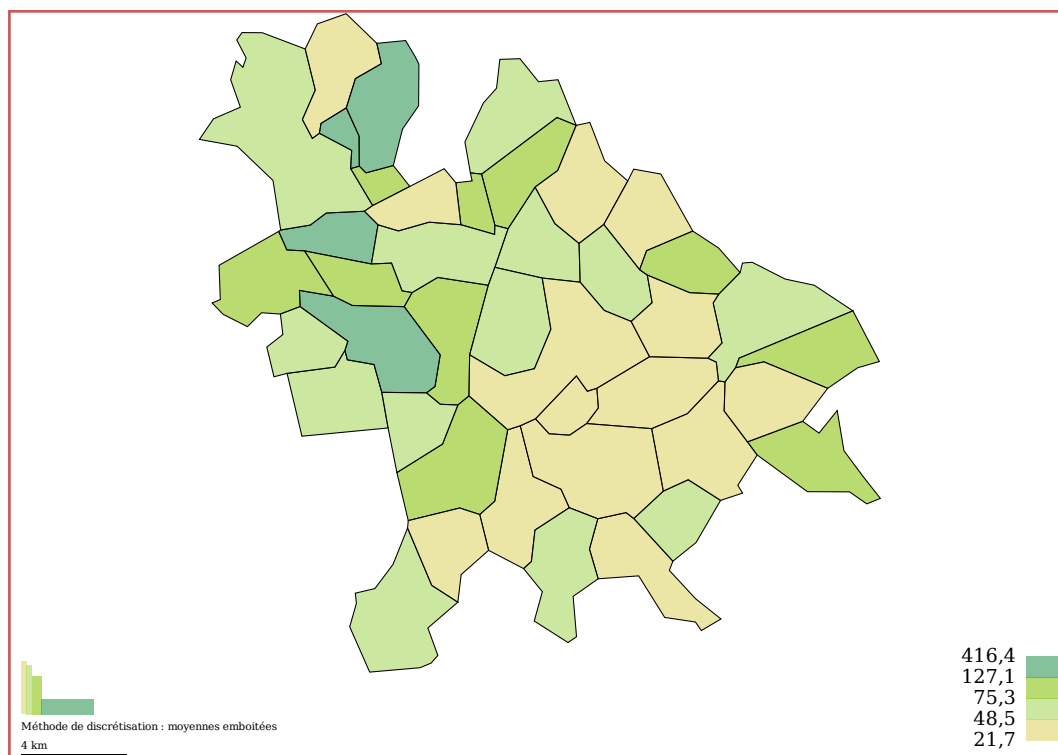 416,4
127,1
75,3
48,5
21,7
Méthode de discrétisation : moyennes emboitées
4 km